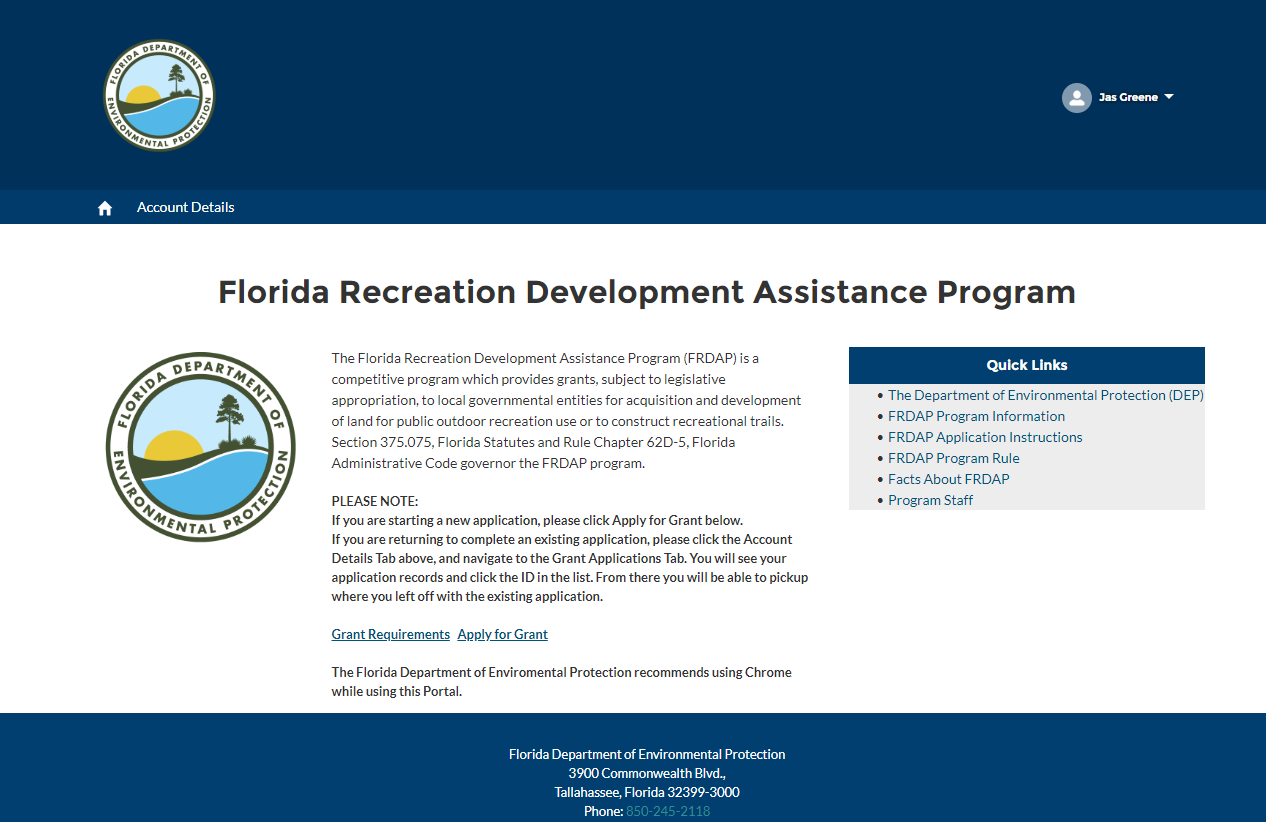 FLORIDA DEPARTMENT OF
ENVIRONMENTAL PROTECTION
Jas Greene
Account Details
Florida Recreation Development Assistance Program
FLORIDA DEPARTMENT OF
ENVIRONMENTAL PROTECTION
The Florida Recreation Development Assistance Program (FRDAP) is a
competitive program which provides grants, subject to legislative
appropriation, to local governmental entities for acquisition and development
of land for public outdoor recreation use or to construct recreational trails.
Section 375.075, Florida Statutes and Rule Chapter 62D-5, Florida
Administrative Code governor the FRDAP program.
PLEASE NOTE:
If you are starting a new application, please click Apply for Grant below.
If you are returning to complete an existing application, please click the Account
Details Tab above, and navigate to the Grant Applications Tab. You will see your
application records and click the ID in the list. From there you will be able to pickup
where you left off with the existing application.
Grant Requirements Apply for Grant
The Florida Department of Enviromental Protection recommends using Chrome
while using this Portal.
Quick Links
• The Department of Environmental Protection (DEP)
• FRDAP Program Information
• FRDAP Application Instructions
• FRDAP Program Rule
• Facts About FRDAP
• Program Staff
Florida Department of Environmental Protection
3900 Commonwealth Blvd.,
Tallahassee, Florida 32399-3000
Phone: 850-245-2118